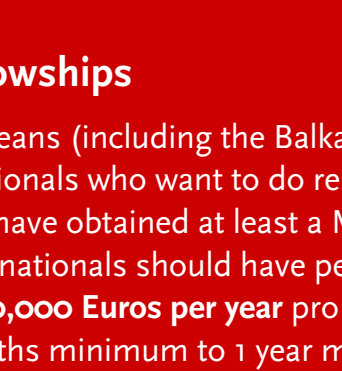 owships
eans (including the Balka
ionals who want to do re
have obtained at least a M
nationals should have pe
0,000 Euros per year pro
ths minimum to 1 year m